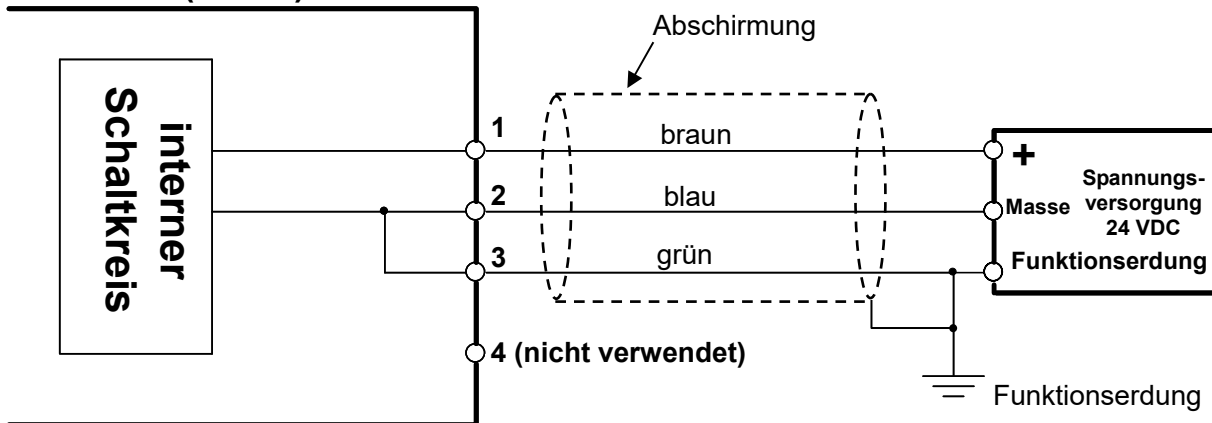 Abschirmung
interner
Schaltkreis
1
braun
+
2
blau
Masse
Spannungs-
versorgung
24 VDC
3
grün
Funktionserdung
4 (nicht verwendet)
Funktionserdung